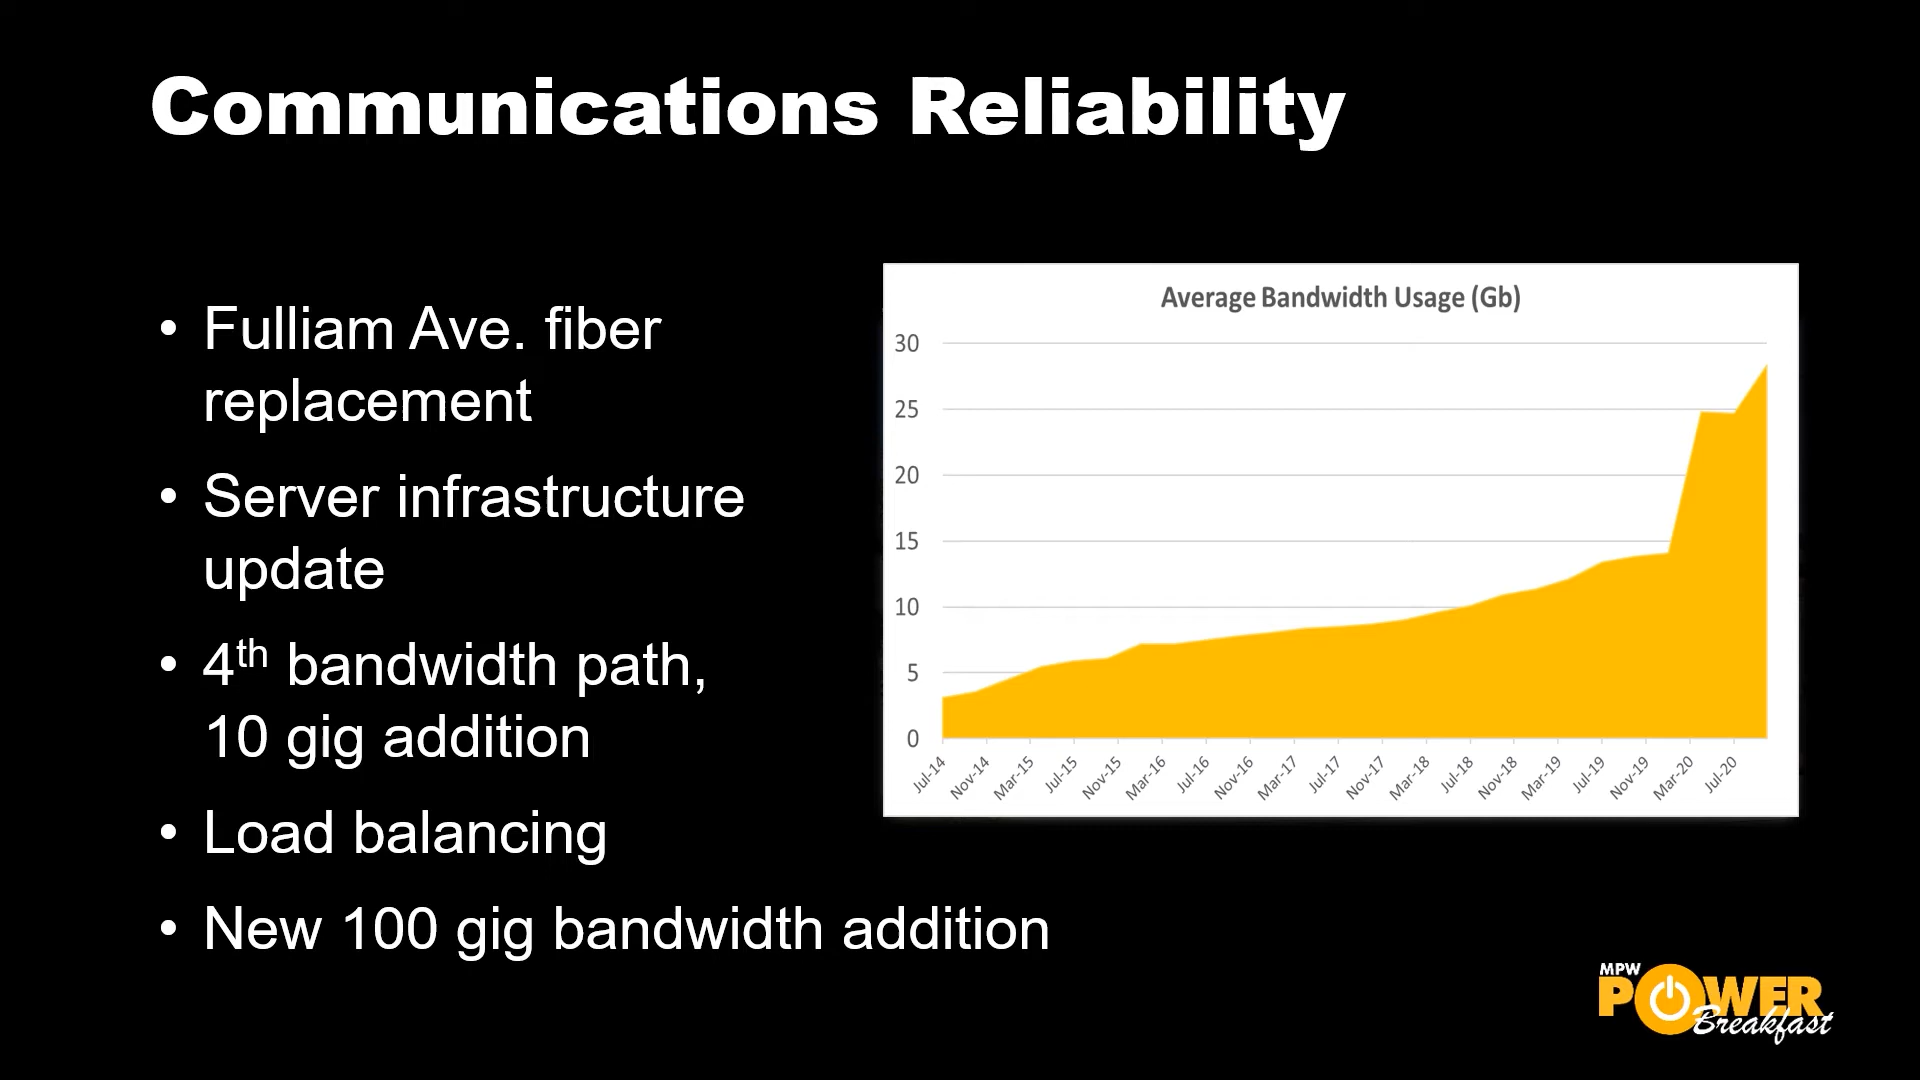 Communications Reliability
• Fulliam Ave. fiber
replacement
• Server infrastructure
update
• 4th bandwidth path,
10 gig addition
• Load balancing
• New 100 gig bandwidth addition
Average Bandwidth Usage (Gb)
30
25
20
15
10
5
0
Jul-14 Nov-14 Mar-15 Jul-15 Nov-15 Mar-16 Jul-16 Nov-16 Mar-17 Jul-17 Nov-17 Mar-18 Jul-18 Nov-18 Mar-19 Jul-19 Nov-19 Mar-20 Jul-20
MPW
POWER
Breakfast